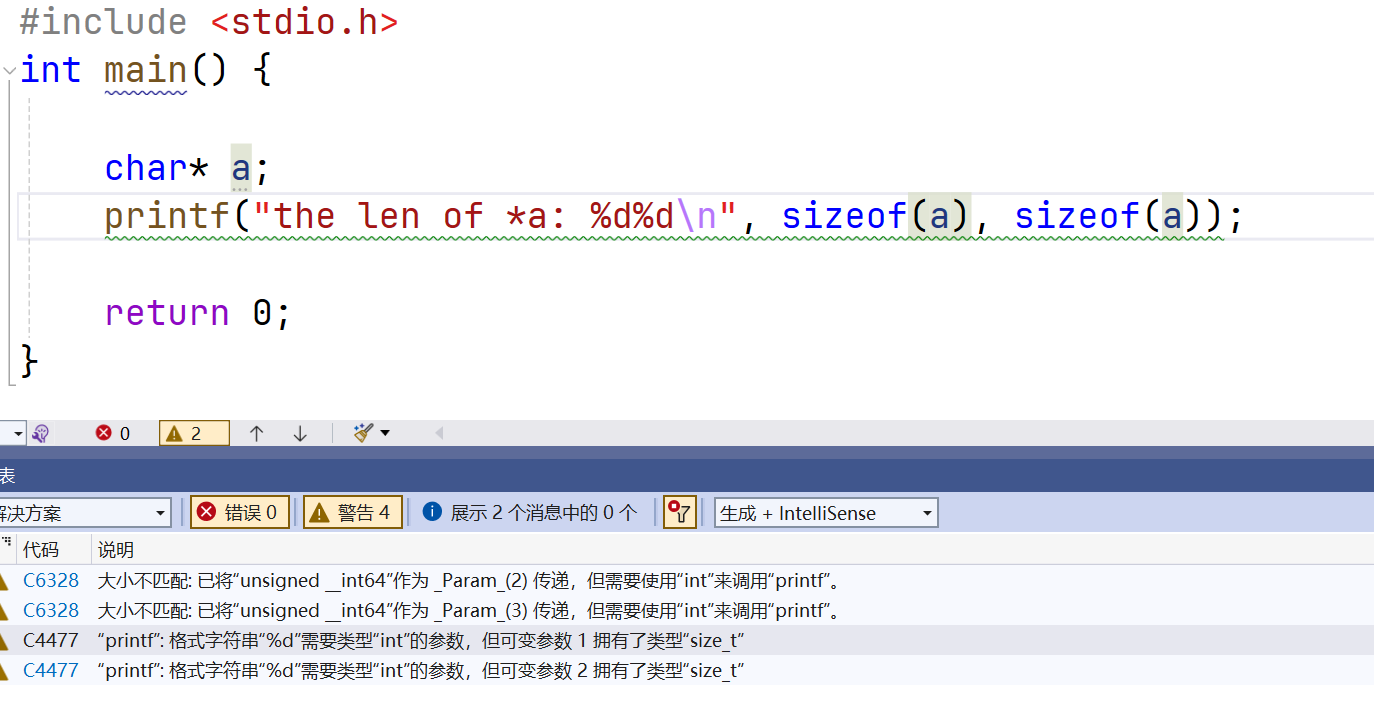 #include <stdio.h>
int main() {
char* a;
printf("the len of *a: %d%d\n", sizeof(a), sizeof(a));
return 0;
}
0 2
表
解决方案 错误 0 警告 4 展示 2 个消息中的 0 个 生成 + IntelliSense
代码 说明
C6328 大小不匹配: 已将“unsigned __int64”作为 _Param_(2) 传递，但需要使用“int”来调用“printf”。
C6328 大小不匹配: 已将“unsigned __int64”作为 _Param_(3) 传递，但需要使用“int”来调用“printf”。
C4477 “printf”: 格式字符串“%d”需要类型“int”的参数，但可变参数 1 拥有了类型“size_t”
C4477 “printf”: 格式字符串“%d”需要类型“int”的参数，但可变参数 2 拥有了类型“size_t”